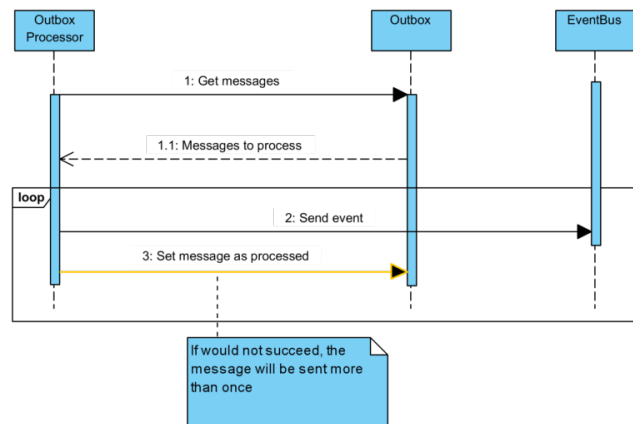 Outbox
Processor
Outbox
EventBus
1: Get messages
1.1: Messages to process
loop
2: Send event
3: Set message as processed
If would not succeed, the
message will be sent more
than once